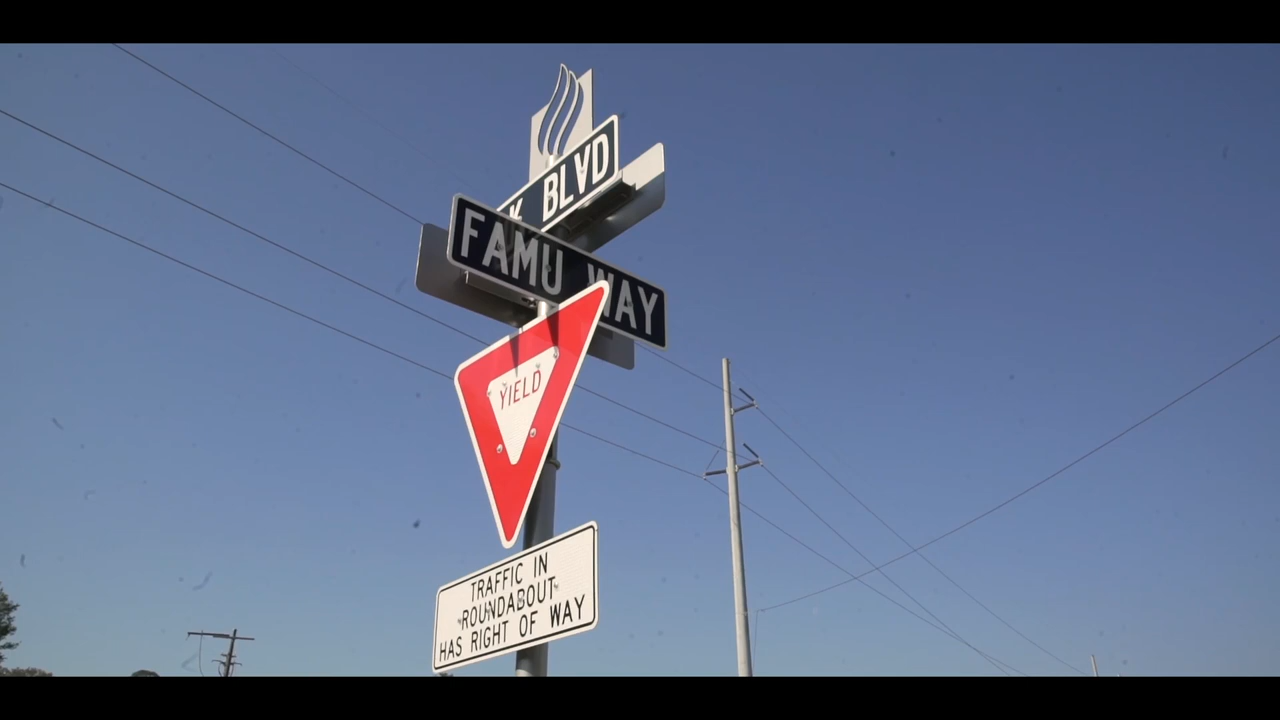 BLVD
FAMU WAY
YIELD
TRAFFIC IN
ROUNDABOUT
HAS RIGHT OF WAY